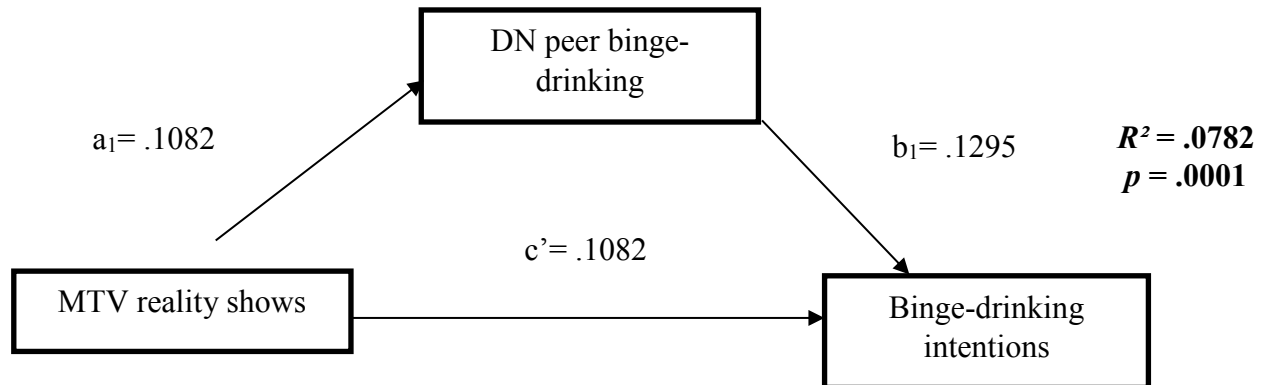 DN peer binge-
drinking
a₁= .1082
b₁= .1295
R² = .0782
p = .0001
c’= .1082
MTV reality shows
Binge-drinking
intentions